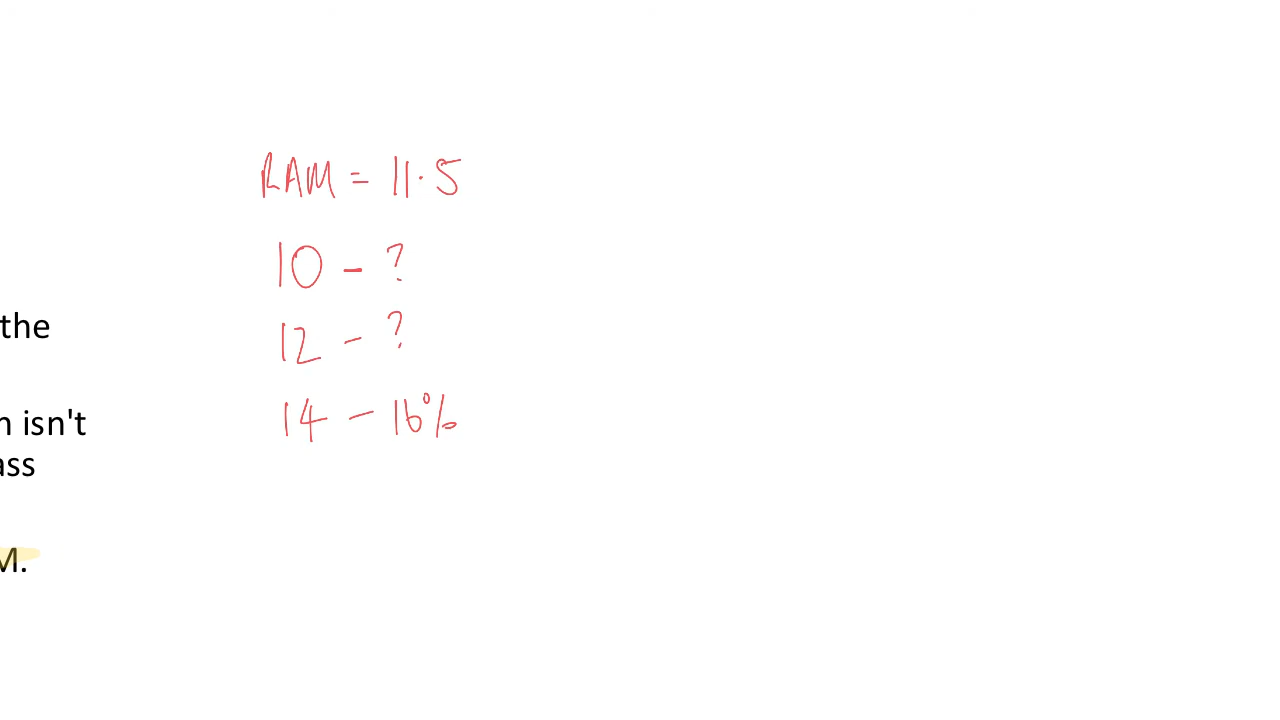 RAM = 11.5
10 - ?
12 - ?
the
14 - 16%
n isn't
ass
M.